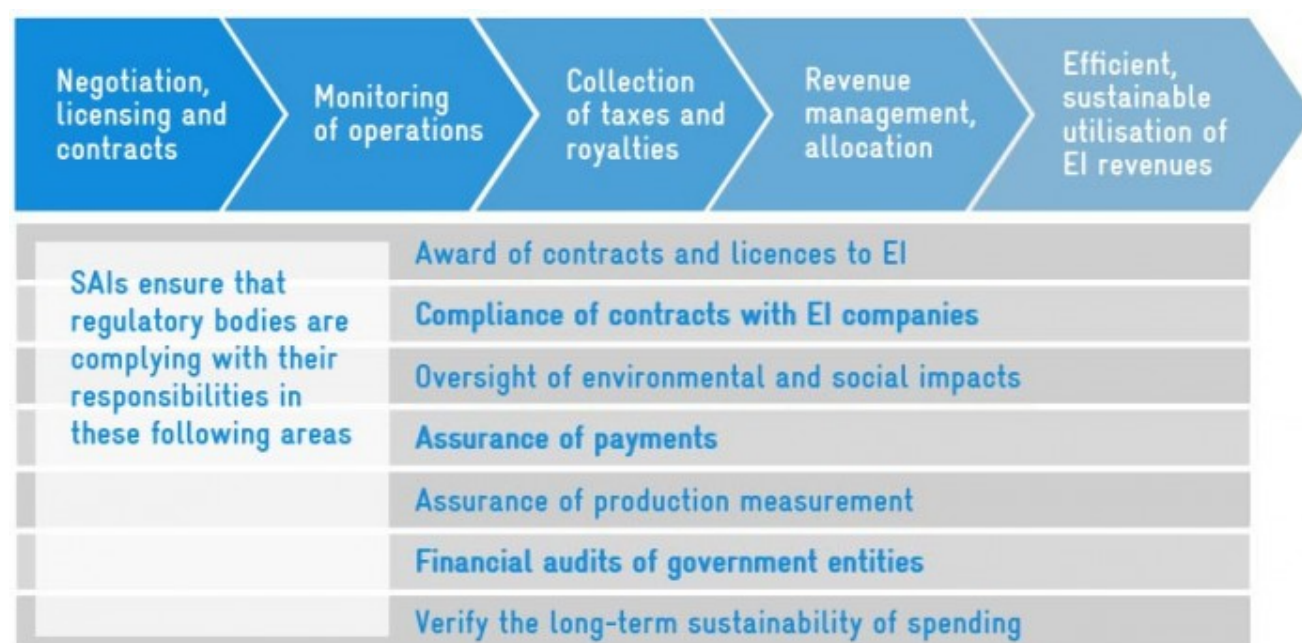 Negotiation,
licensing and
contracts
Monitoring
of operations
Collection
of taxes and
royalties
Revenue
management,
allocation
Efficient,
sustainable
utilisation of
EI revenues
SAIs ensure that
regulatory bodies are
complying with their
responsibilities in
these following areas
Award of contracts and licences to EI
Compliance of contracts with EI companies
Oversight of environmental and social impacts
Assurance of payments
Assurance of production measurement
Financial audits of government entities
Verify the long-term sustainability of spending